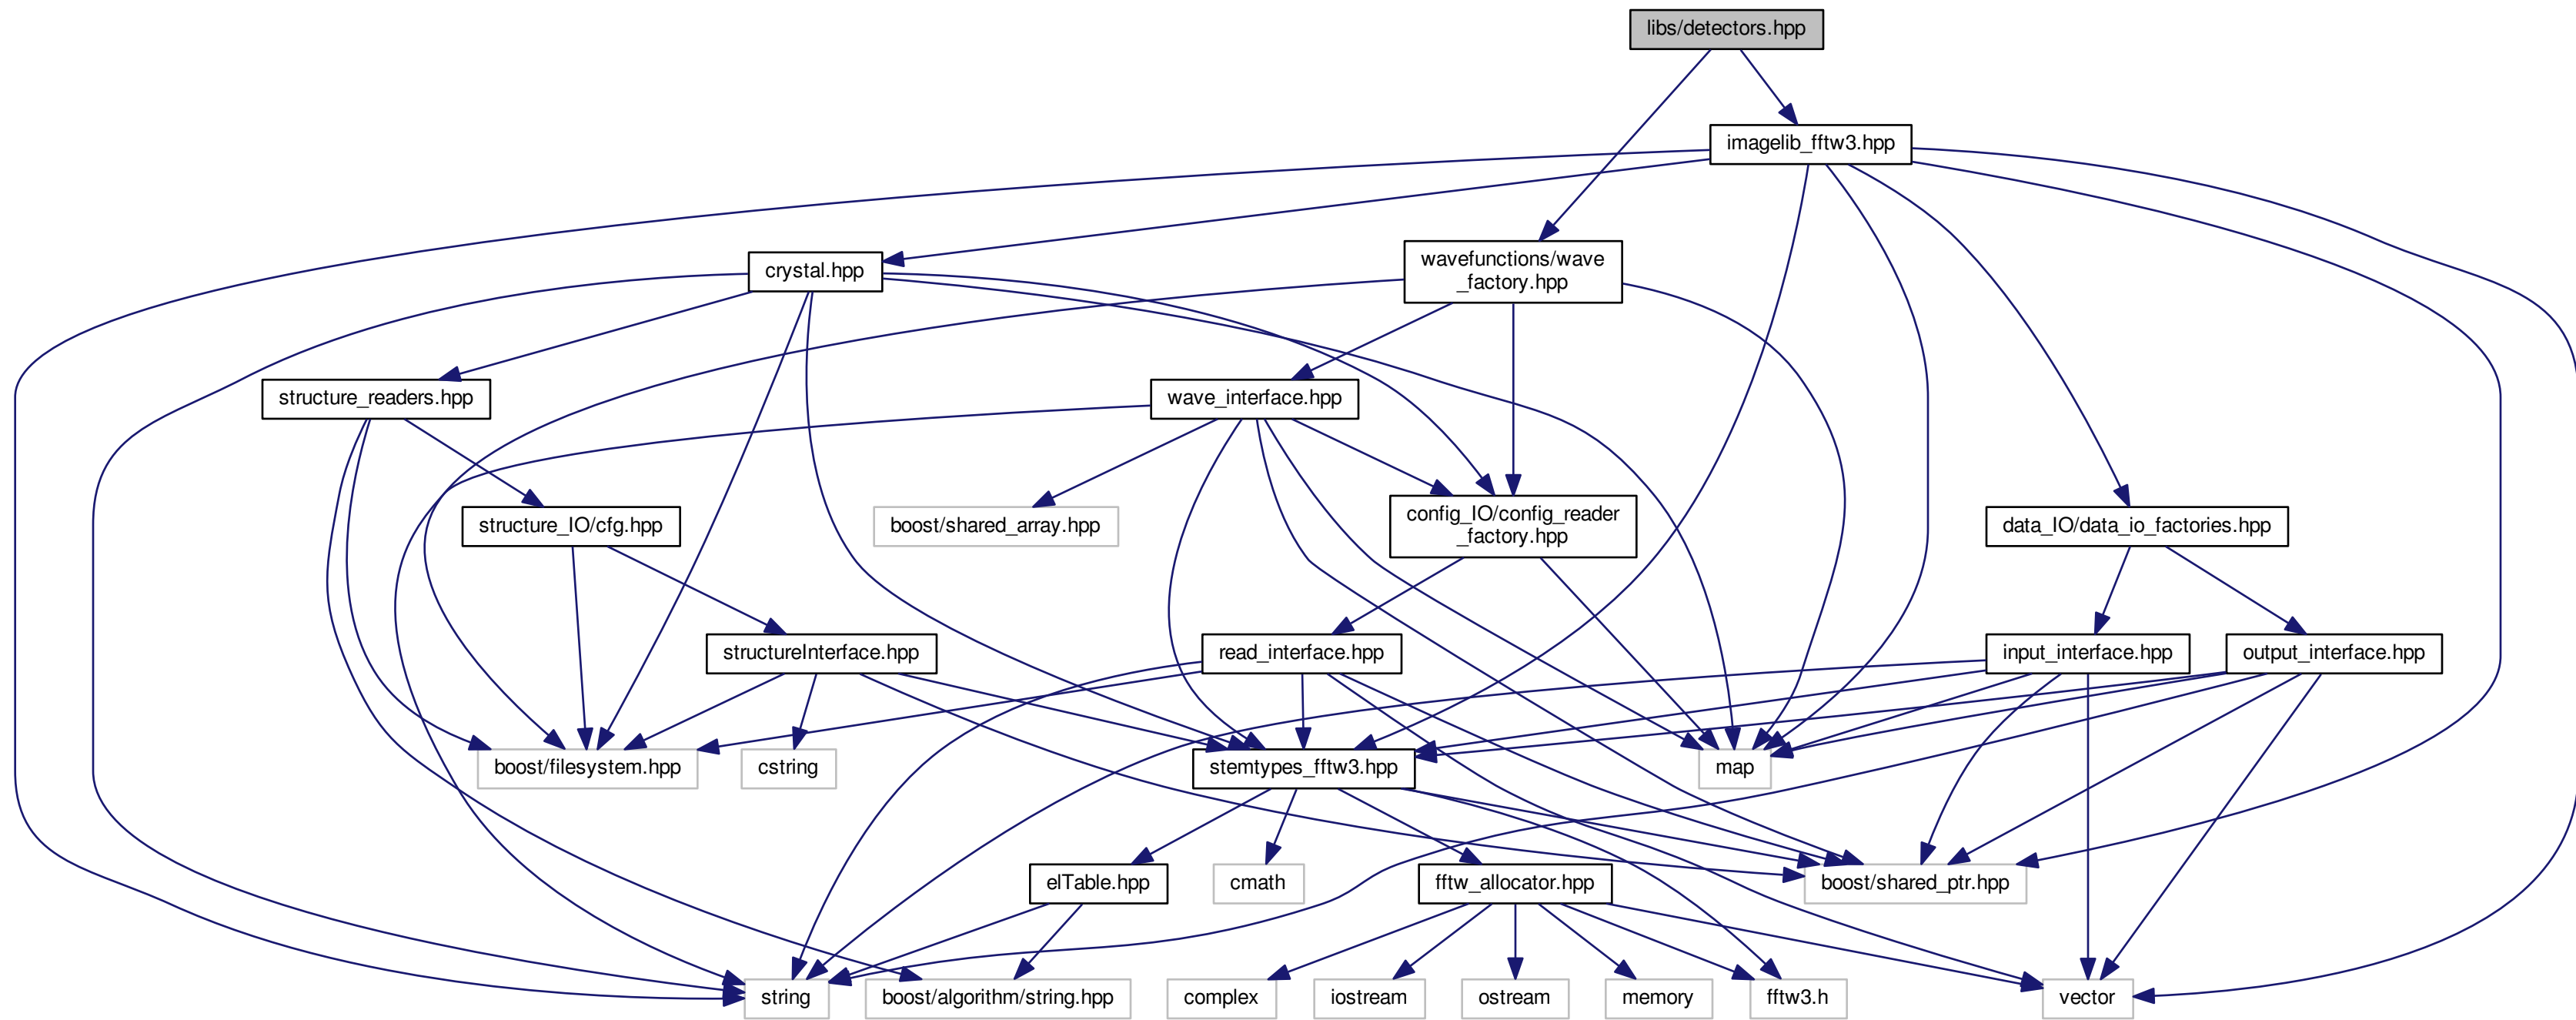 libs/detectors.hpp
imagelib_fftw3.hpp
crystal.hpp
wavefunctions/wave
_factory.hpp
structure_readers.hpp
wave_interface.hpp
structure_IO/cfg.hpp
boost/shared_array.hpp
config_IO/config_reader
_factory.hpp
data_IO/data_io_factories.hpp
structureInterface.hpp
read_interface.hpp
input_interface.hpp
output_interface.hpp
boost/filesystem.hpp
cstring
stemtypes_fftw3.hpp
map
elTable.hpp
cmath
fftw_allocator.hpp
boost/shared_ptr.hpp
string
boost/algorithm/string.hpp
complex
iostream
ostream
memory
fftw3.h
vector